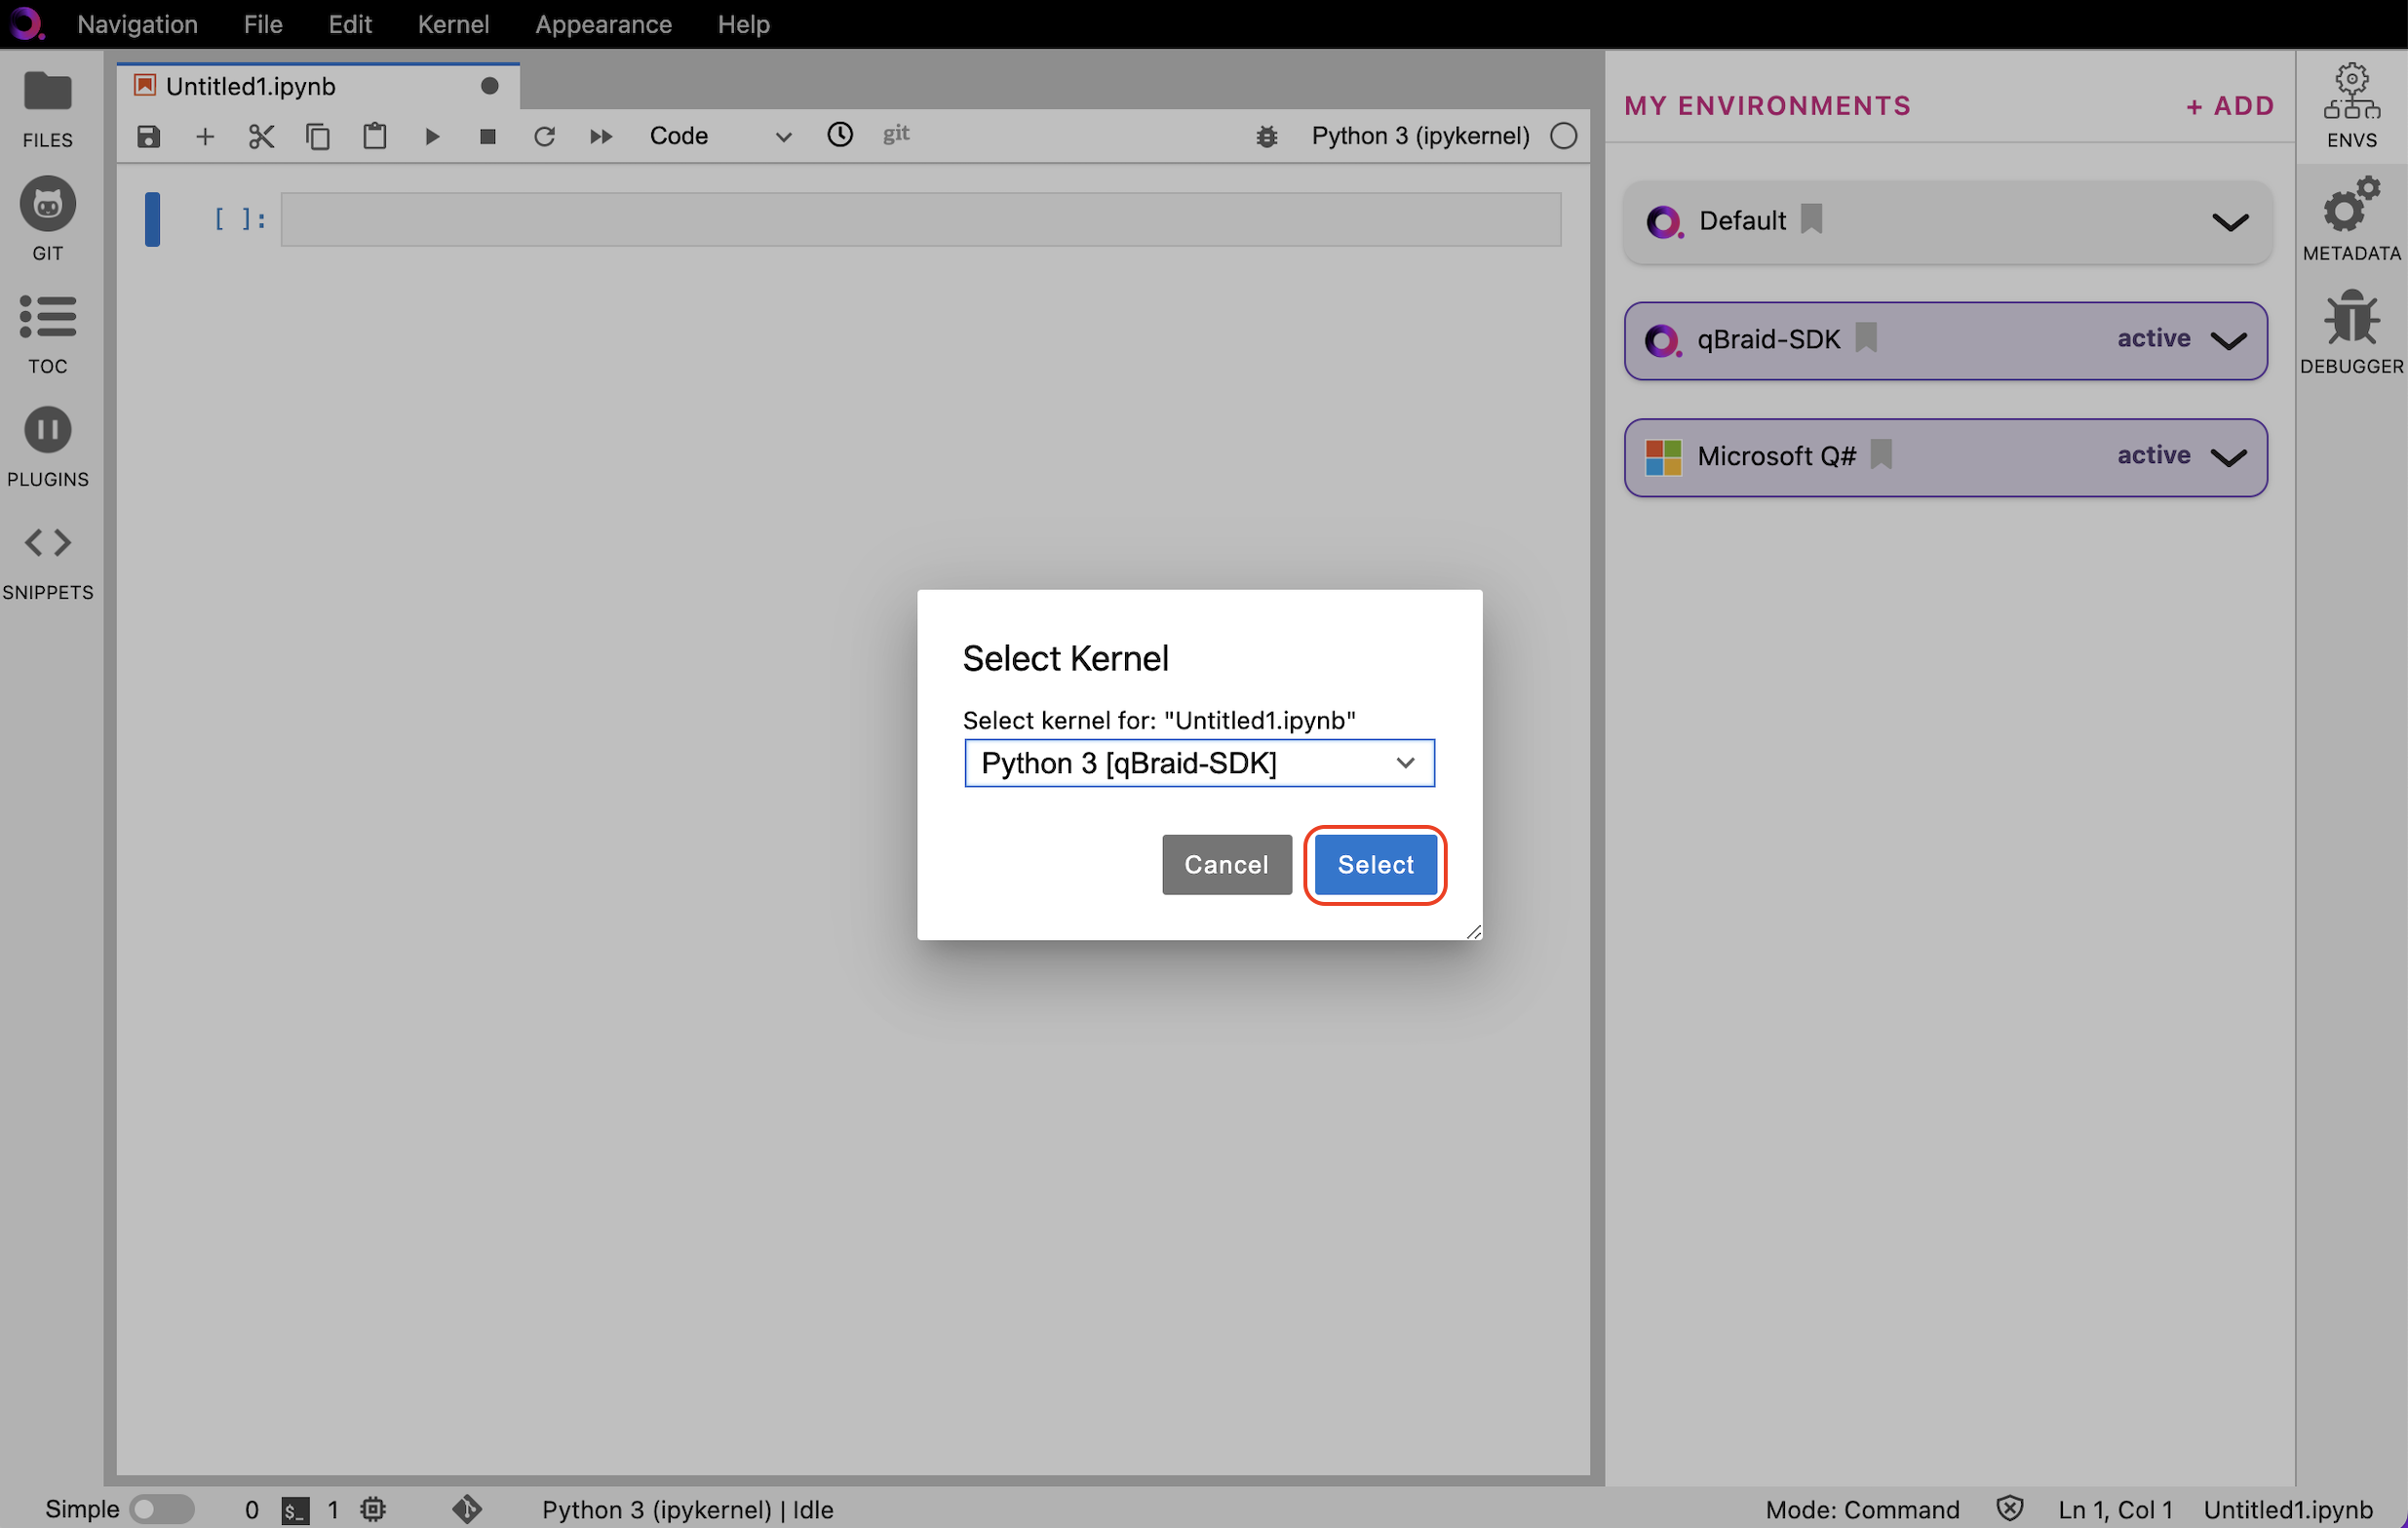 Navigation File Edit Kernel Appearance Help
FILES
GIT
TOC
PLUGINS
SNIPPETS
Untitled1.ipynb
Code
git
Python 3 (ipykernel)
[ ]:
Select Kernel
Select kernel for: "Untitled1.ipynb"
Python 3 [qBraid-SDK]
Cancel Select
MY ENVIRONMENTS + ADD
Default
qBraid-SDK active
Microsoft Q# active
ENVS
METADATA
DEBUGGER
Simple 0 $_ 1 Python 3 (ipykernel) | Idle Mode: Command Ln 1, Col 1 Untitled1.ipynb